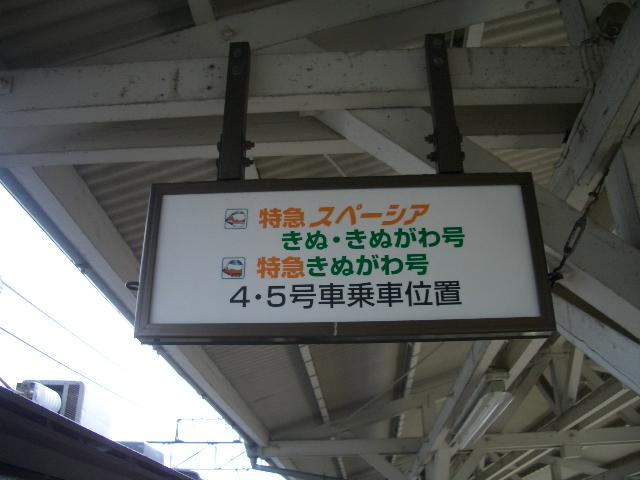 特急 スペーシア
きぬ・きぬがわ号
特急きぬがわ号
4・5号車乗車位置